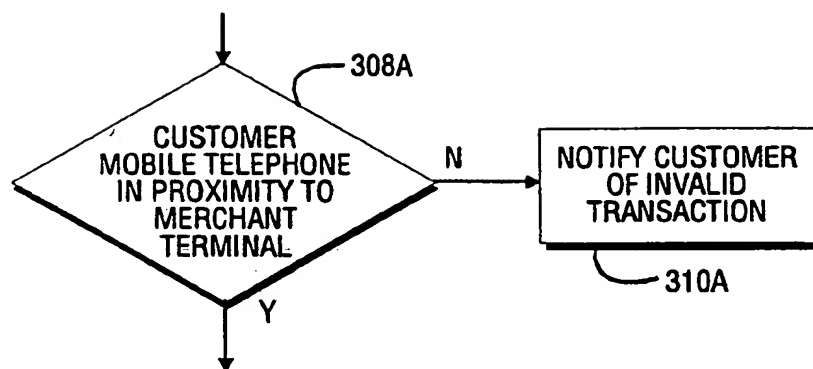 308A
CUSTOMER
MOBILE TELEPHONE
IN PROXIMITY TO
MERCHANT
TERMINAL
N
NOTIFY CUSTOMER
OF INVALID
TRANSACTION
310A
Y